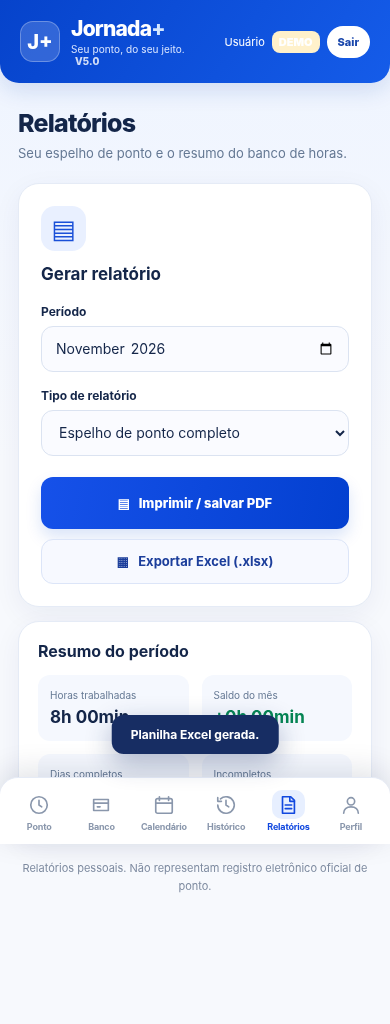 J+
Jornada+
Seu ponto, do seu jeito.
V5.0
Usuário
DEMO
Sair
Relatórios
Seu espelho de ponto e o resumo do banco de horas.
Gerar relatório
Período
November 2026
Tipo de relatório
Espelho de ponto completo
Imprimir / salvar PDF
Exportar Excel (.xlsx)
Resumo do período
Horas trabalhadas
Saldo do mês
8h 00min
+0h 00min
Planilha Excel gerada.
Dias completos
Incompletos
Ponto
Banco
Calendário
Histórico
Relatórios
Perfil
Relatórios pessoais. Não representam registro eletrônico oficial de
ponto.